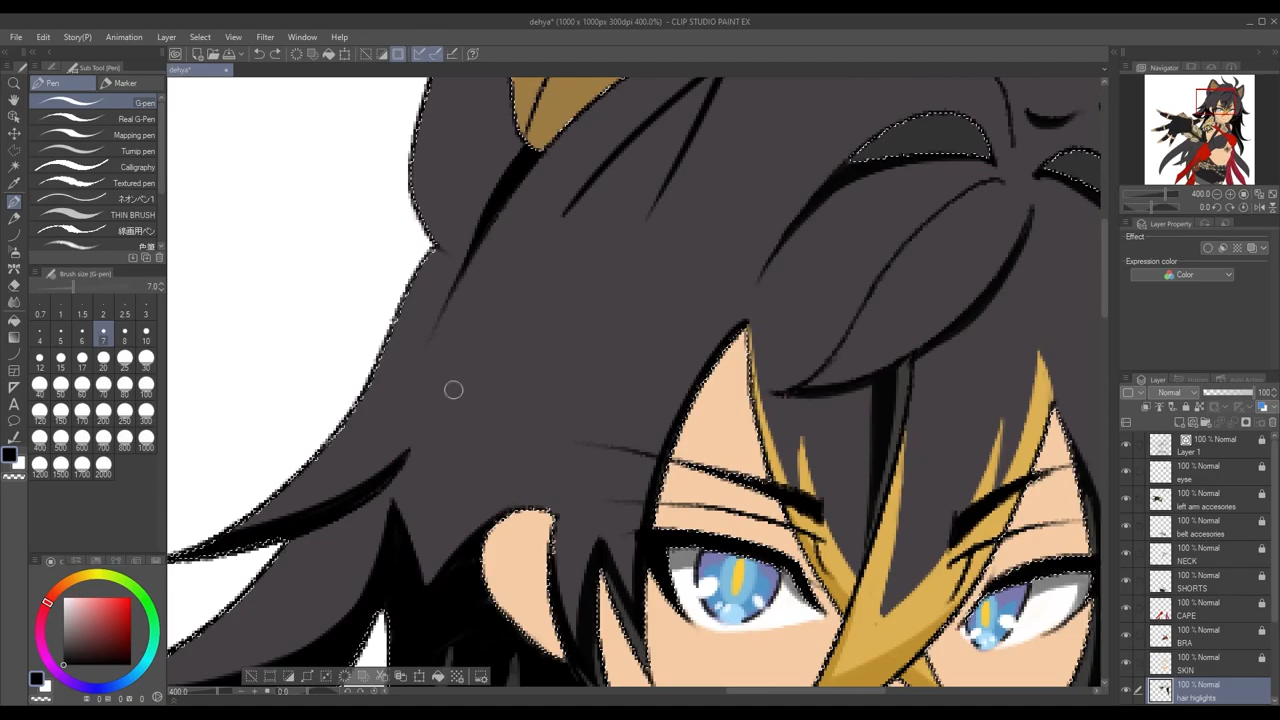 dehya* (1000 x 1000px 300dpi 400.0%) - CLIP STUDIO PAINT EX
File Edit Story(P) Animation Layer Select View Filter Window Help
Sub Tool [Pen]
dehya*
Navigator
Pen Marker
G-pen
Real G-Pen
Mapping pen
Turnip pen
Calligraphy
Textured pen
ネオンペン1
THIN BRUSH
線画用ペン
Brush size [G-pen]
7.0
0.7 1 1.5 2 2.5 3
4 5 6 7 8 10
12 15 17 20 25 30
40 50 60 70 80 100
120 150 170 200 250 300
400 500 600 700 800 1000
1200 1500 1700 2000
400.0
0.0
Layer Property
Effect
Expression color
Color
Layer
Normal 100
100 % Normal
Layer 1
100 % Normal
eyse
100 % Normal
left arm accesories
100 % Normal
belt accesories
100 % Normal
NECK
100 % Normal
SHORTS
100 % Normal
CAPE
100 % Normal
BRA
100 % Normal
SKIN
100 % Normal
hair higlights
400.0 0.0
0 0 0